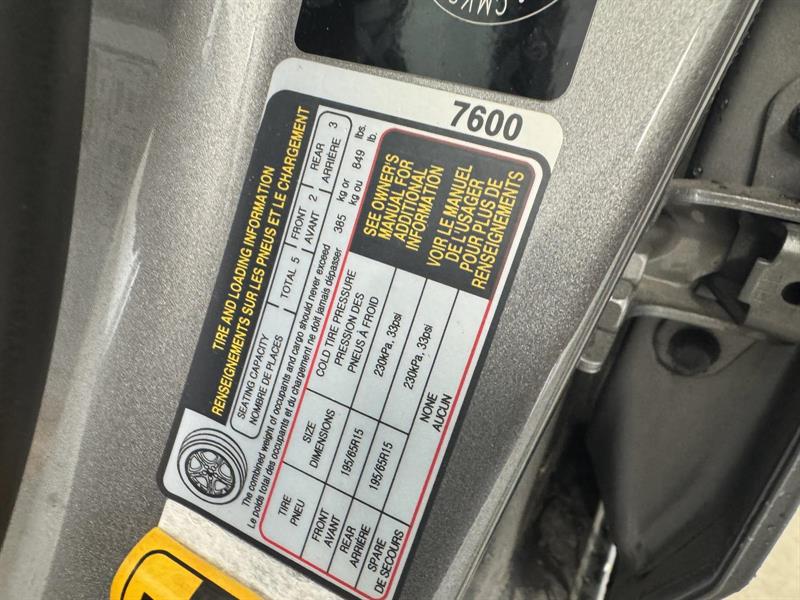 CMVS
7600
TIRE AND LOADING INFORMATION
RENSEIGNEMENTS SUR LES PNEUS ET LE CHARGEMENT
SEATING CAPACITY TOTAL 5 FRONT 2 REAR 3
NOMBRE DE PLACES AVANT ARRIÈRE
The combined weight of occupants and cargo should never exceed 385 kg or 849 lbs.
Le poids total des occupants et du chargement ne doit jamais dépasser kg ou lb.
TIRE SIZE COLD TIRE PRESSURE
PNEU DIMENSIONS PRESSION DES
PNEUS À FROID
FRONT 195/65R15 230kPa, 33psi
AVANT
REAR 195/65R15 230kPa, 33psi
ARRIÈRE
SPARE NONE
DE SECOURS AUCUN
SEE OWNER'S
MANUAL FOR
ADDITIONAL
INFORMATION
VOIR LE MANUEL
DE L'USAGER
POUR PLUS DE
RENSEIGNEMENTS